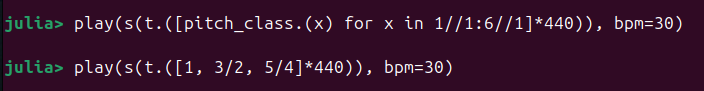 julia> play(s(t.([pitch_class.(x) for x in 1//1:6//1]*440)), bpm=30)
julia> play(s(t.([1, 3/2, 5/4]*440)), bpm=30)